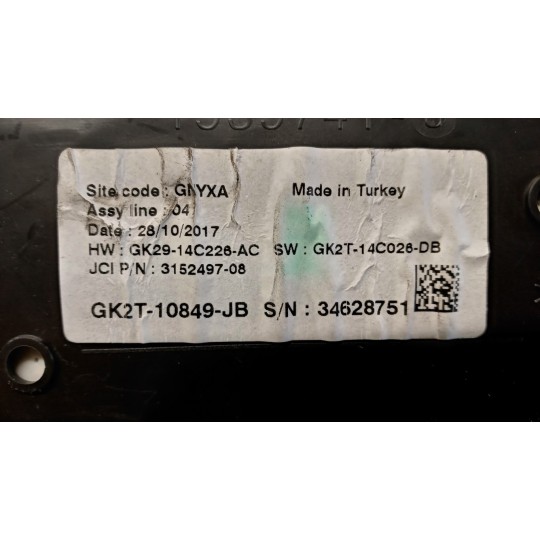 Site code : GNYXA Made in Turkey
Assy line : 04
Date : 28/10/2017
HW : GK29-14C226-AC SW : GK2T-14C026-DB
JCI P/N : 3152497-08
GK2T-10849-JB S/N : 34628751